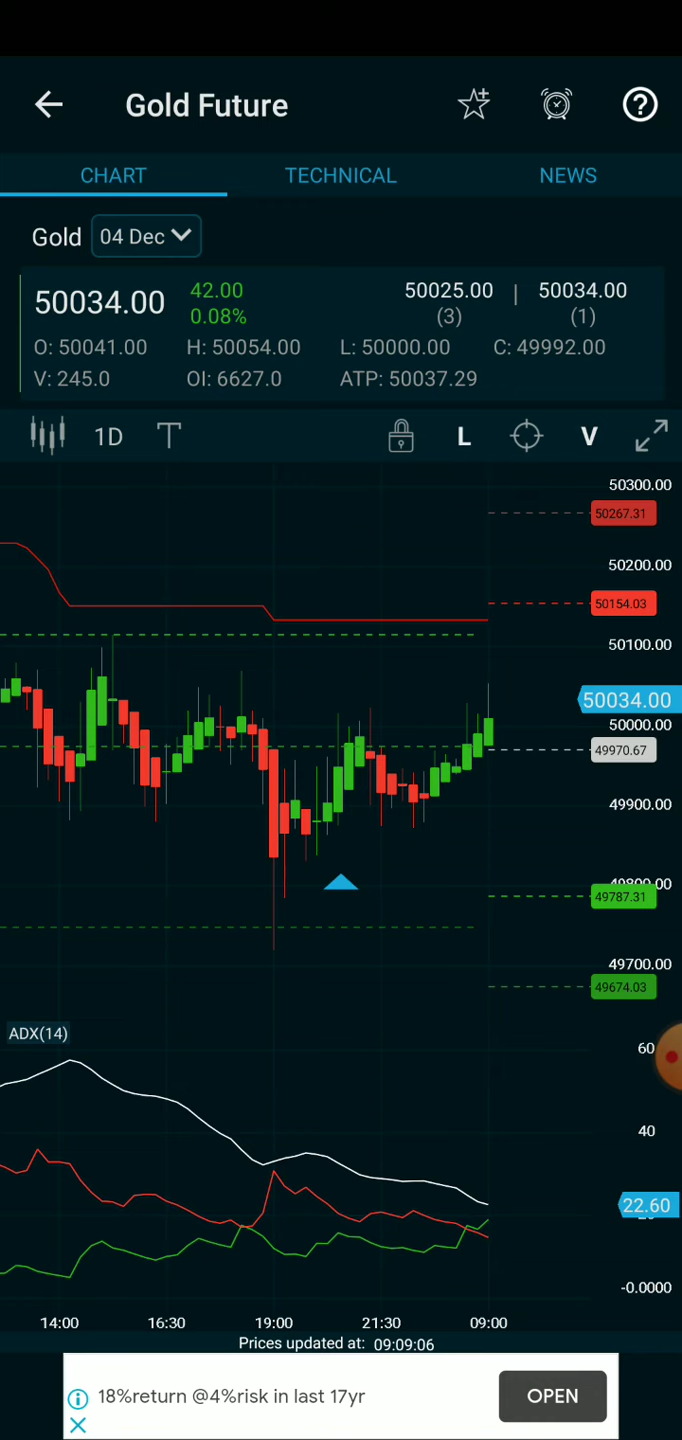 Gold Future
CHART TECHNICAL NEWS
Gold 04 Dec
50034.00 42.00 0.08% 50025.00 (3) | 50034.00 (1)
O: 50041.00 H: 50054.00 L: 50000.00 C: 49992.00
V: 245.0 OI: 6627.0 ATP: 50037.29
1D T L V
50300.00
50267.31
50200.00
50154.03
50100.00
50034.00
50000.00
49970.67
49900.00
49800.00
49787.31
49700.00
49674.03
ADX(14)
60
40
22.60
-0.0000
14:00 16:30 19:00 21:30 09:00
Prices updated at: 09:09:06
18%return @4%risk in last 17yr
OPEN